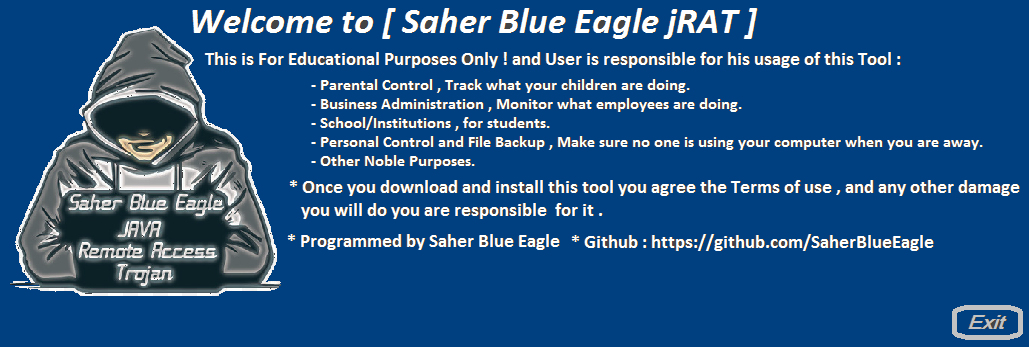 Welcome to [ Saher Blue Eagle jRAT ]
This is For Educational Purposes Only ! and User is responsible for his usage of this Tool :
- Parental Control , Track what your children are doing.
- Business Administration , Monitor what employees are doing.
- School/Institutions , for students.
- Personal Control and File Backup , Make sure no one is using your computer when you are away.
- Other Noble Purposes.
* Once you download and install this tool you agree the Terms of use , and any other damage
you will do you are responsible for it .
* Programmed by Saher Blue Eagle * Github : https://github.com/SaherBlueEagle
Saher Blue Eagle
JAVA
Remote Access
Trojan
Exit